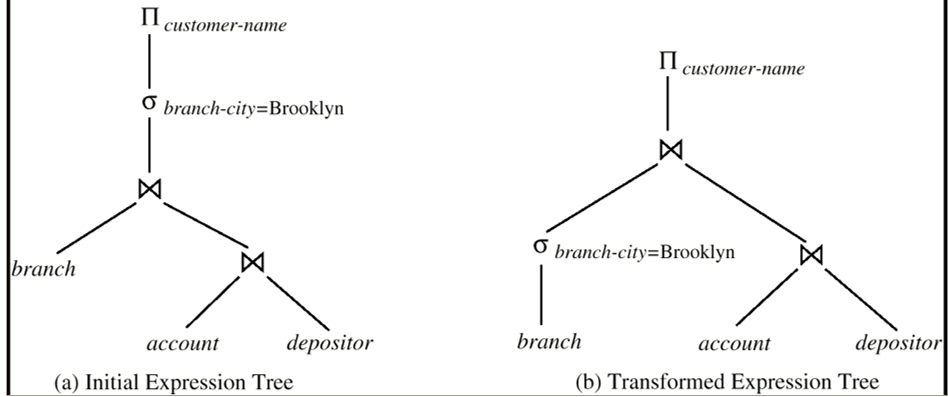 Π customer-name
σ branch-city=Brooklyn
⋈
branch
⋈
account depositor
(a) Initial Expression Tree
Π customer-name
⋈
σ branch-city=Brooklyn
⋈
branch
account depositor
(b) Transformed Expression Tree